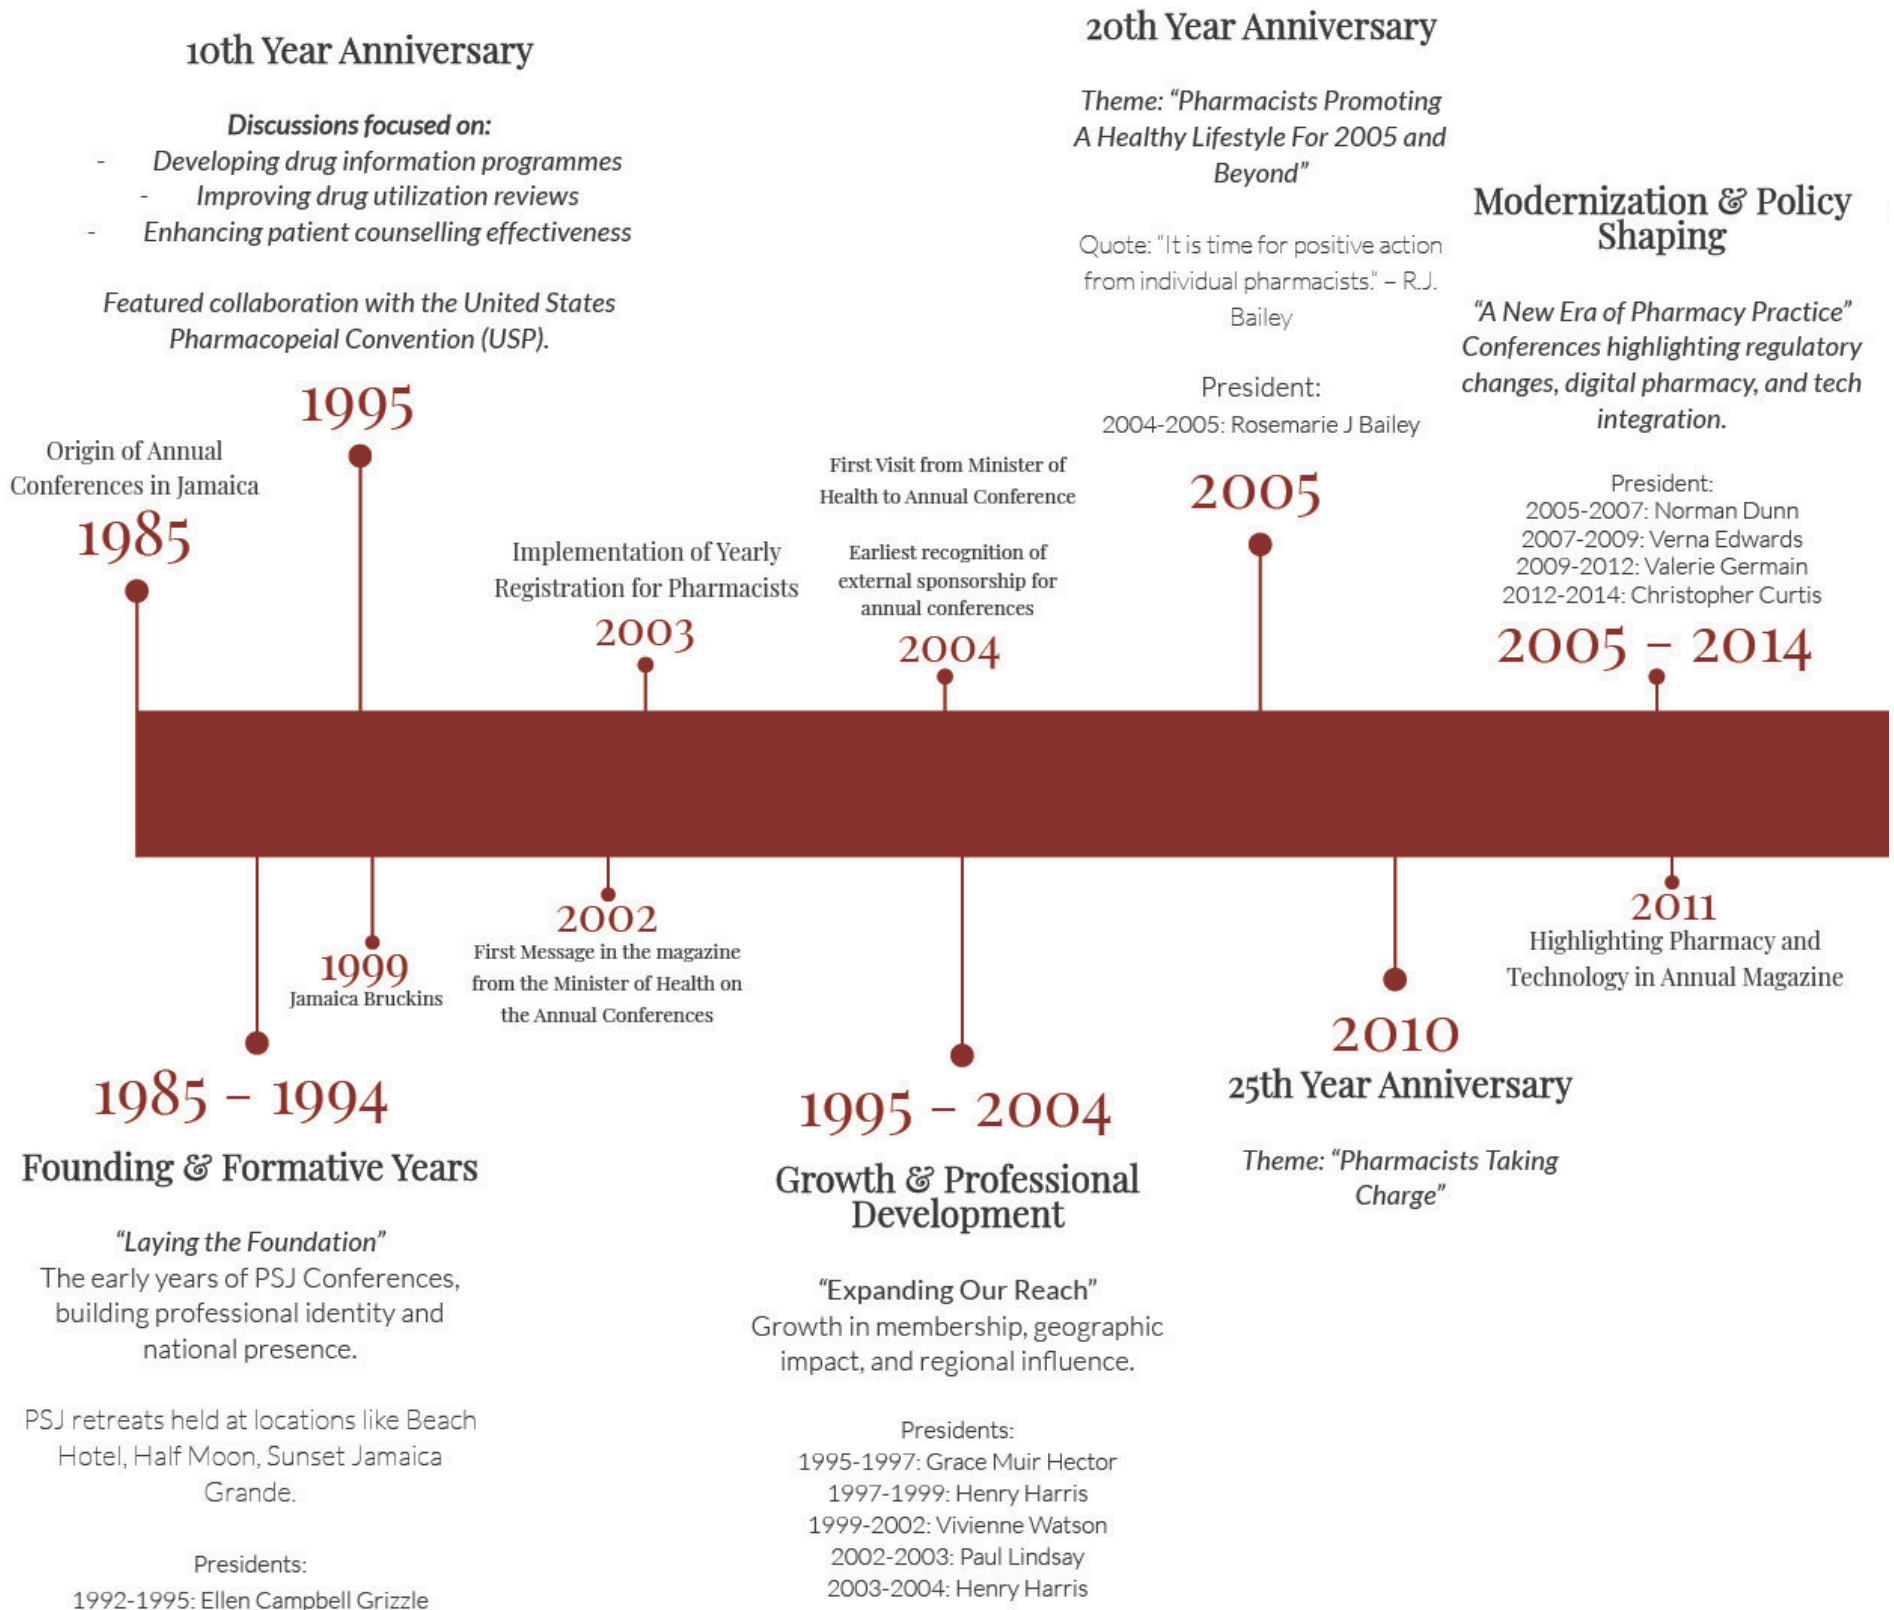 10th Year Anniversary
Discussions focused on:
- Developing drug information programmes
- Improving drug utilization reviews
- Enhancing patient counselling effectiveness
Featured collaboration with the United States
Pharmacopeial Convention (USP).
1995
Origin of Annual
Conferences in Jamaica
1985
Implementation of Yearly
Registration for Pharmacists
2003
First Visit from Minister of
Health to Annual Conference
Earliest recognition of
external sponsorship for
annual conferences
2004
20th Year Anniversary
Theme: “Pharmacists Promoting
A Healthy Lifestyle For 2005 and
Beyond”
Quote: "It is time for positive action
from individual pharmacists." – R.J.
Bailey
President:
2004-2005: Rosemarie J Bailey
2005
Modernization & Policy
Shaping
“A New Era of Pharmacy Practice”
Conferences highlighting regulatory
changes, digital pharmacy, and tech
integration.
President:
2005-2007: Norman Dunn
2007-2009: Verna Edwards
2009-2012: Valerie Germain
2012-2014: Christopher Curtis
2005 – 2014
1985 – 1994
Founding & Formative Years
“Laying the Foundation”
The early years of PSJ Conferences,
building professional identity and
national presence.
PSJ retreats held at locations like Beach
Hotel, Half Moon, Sunset Jamaica
Grande.
Presidents:
1992-1995: Ellen Campbell Grizzle
1999
Jamaica Bruckins
2002
First Message in the magazine
from the Minister of Health on
the Annual Conferences
1995 – 2004
Growth & Professional
Development
“Expanding Our Reach”
Growth in membership, geographic
impact, and regional influence.
Presidents:
1995-1997: Grace Muir Hector
1997-1999: Henry Harris
1999-2002: Vivienne Watson
2002-2003: Paul Lindsay
2003-2004: Henry Harris
2010
25th Year Anniversary
Theme: “Pharmacists Taking
Charge”
2011
Highlighting Pharmacy and
Technology in Annual Magazine